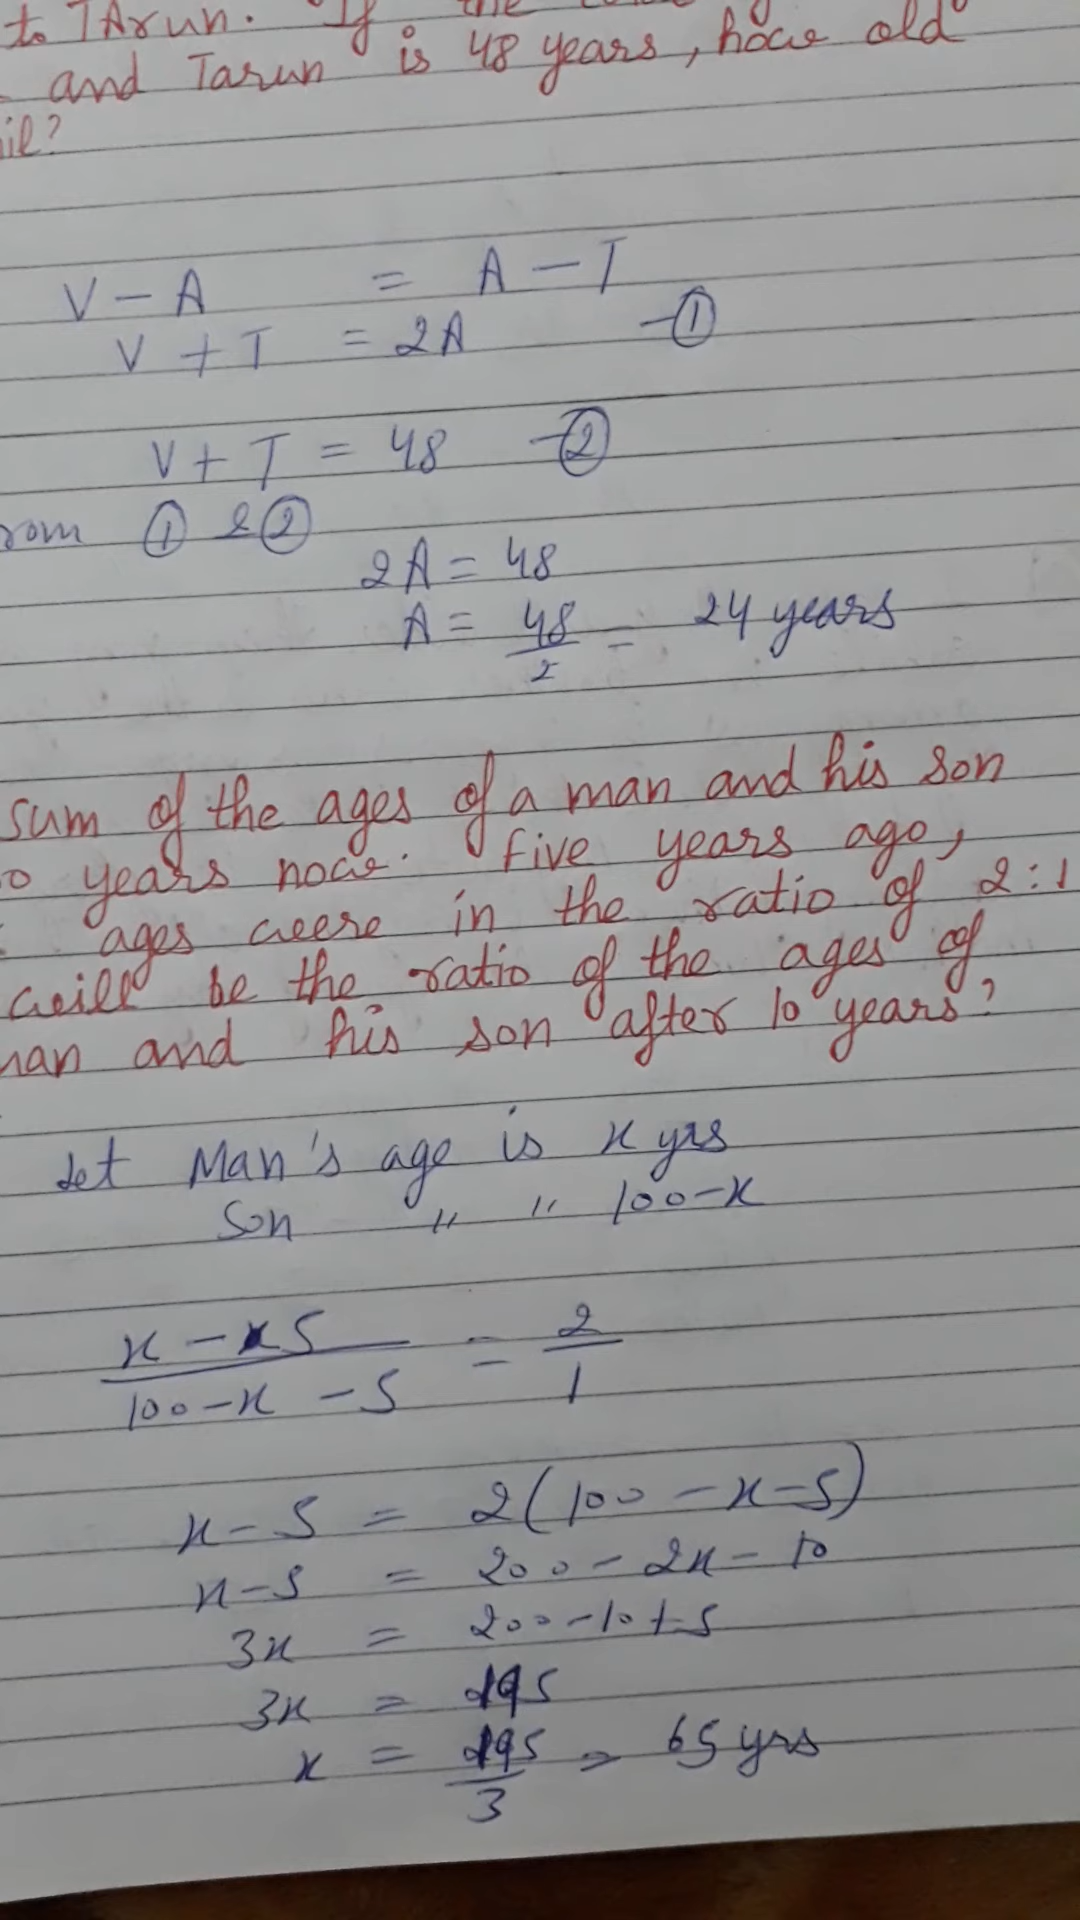 to TArun. If the
and Tarun is 48 years, how old
il?
V - A = A - T
V + T = 2A - ①
V + T = 48 - ②
rom ① & ②
2A = 48
A = 48/2 = 24 years
sum of the ages of a man and his son
0 years now. Five years ago,
ages were in the ratio of 2:1
will be the ratio of the ages of
man and his son after 10 years?
Let Man's age is x yrs
Son " " 100-x
x - 5 / 100-x - 5 = 2/1
x - 5 = 2(100 - x - 5)
x - 5 = 200 - 2x - 10
3x = 200 - 10 + 5
3x = 195
x = 195/3 = 65 yrs